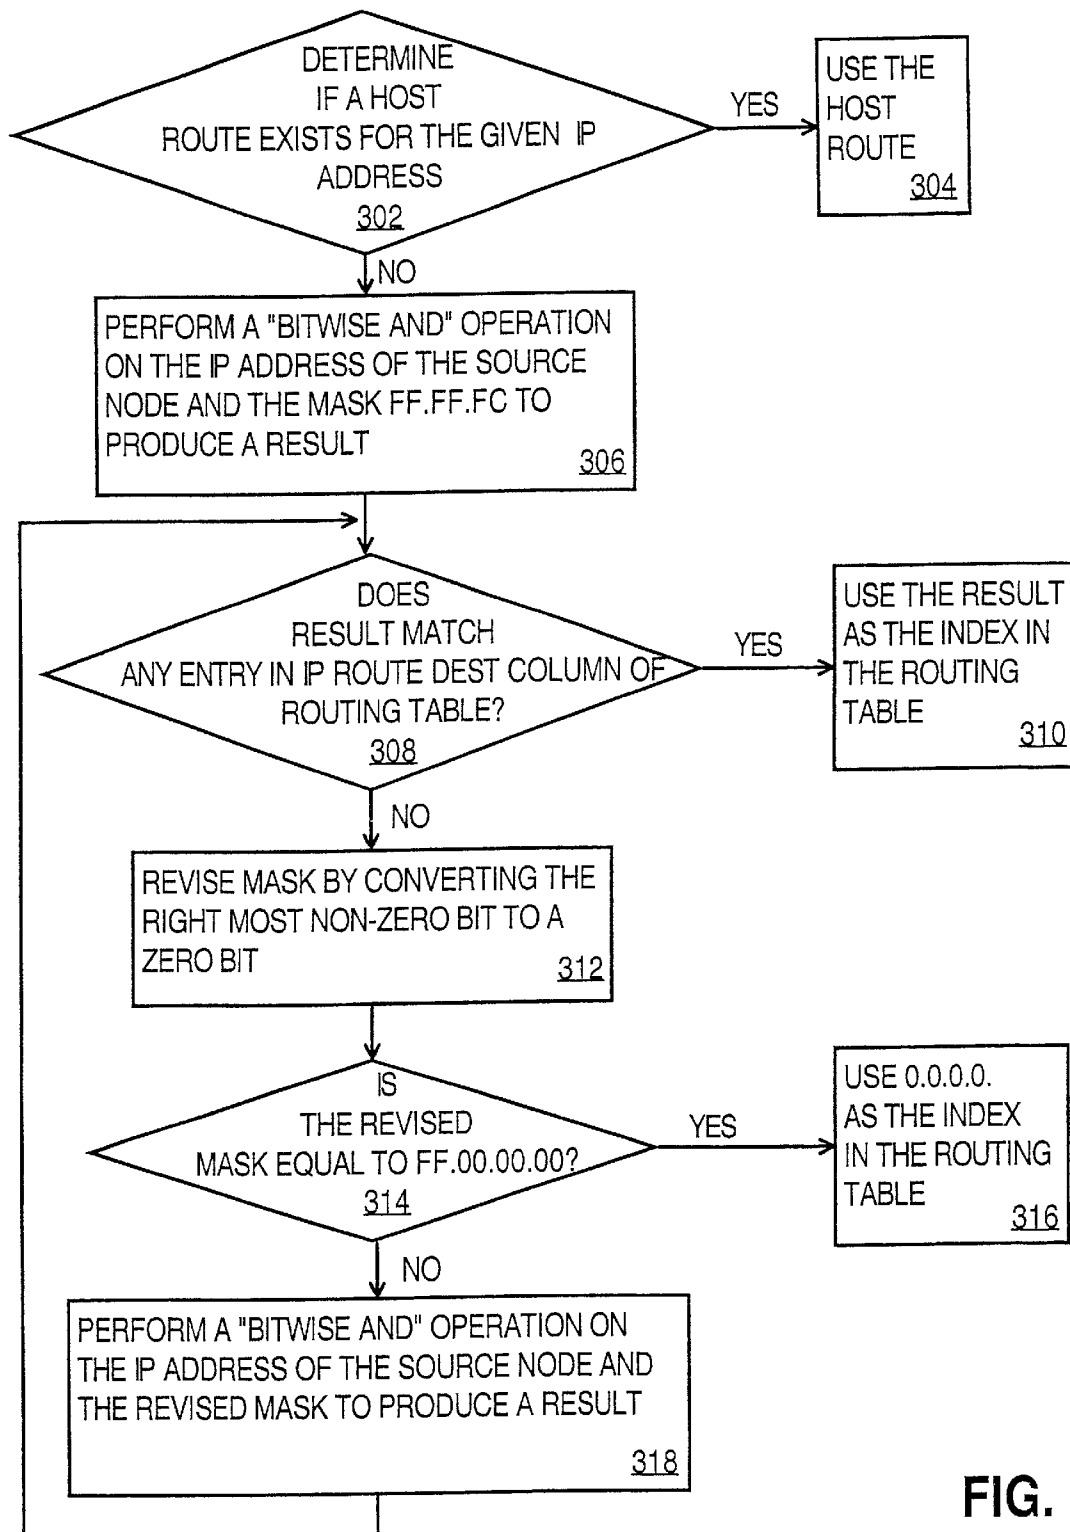 DETERMINE
IF A HOST
ROUTE EXISTS FOR THE GIVEN IP
ADDRESS
302
YES
USE THE
HOST
ROUTE
304
NO
PERFORM A "BITWISE AND" OPERATION
ON THE IP ADDRESS OF THE SOURCE
NODE AND THE MASK FF.FF.FC TO
PRODUCE A RESULT
306
DOES
RESULT MATCH
ANY ENTRY IN IP ROUTE DEST COLUMN OF
ROUTING TABLE?
308
YES
USE THE RESULT
AS THE INDEX IN
THE ROUTING
TABLE
310
NO
REVISE MASK BY CONVERTING THE
RIGHT MOST NON-ZERO BIT TO A
ZERO BIT
312
IS
THE REVISED
MASK EQUAL TO FF.00.00.00?
314
YES
USE 0.0.0.0.
AS THE INDEX
IN THE ROUTING
TABLE
316
NO
PERFORM A "BITWISE AND" OPERATION ON
THE IP ADDRESS OF THE SOURCE NODE AND
THE REVISED MASK TO PRODUCE A RESULT
318
FIG.